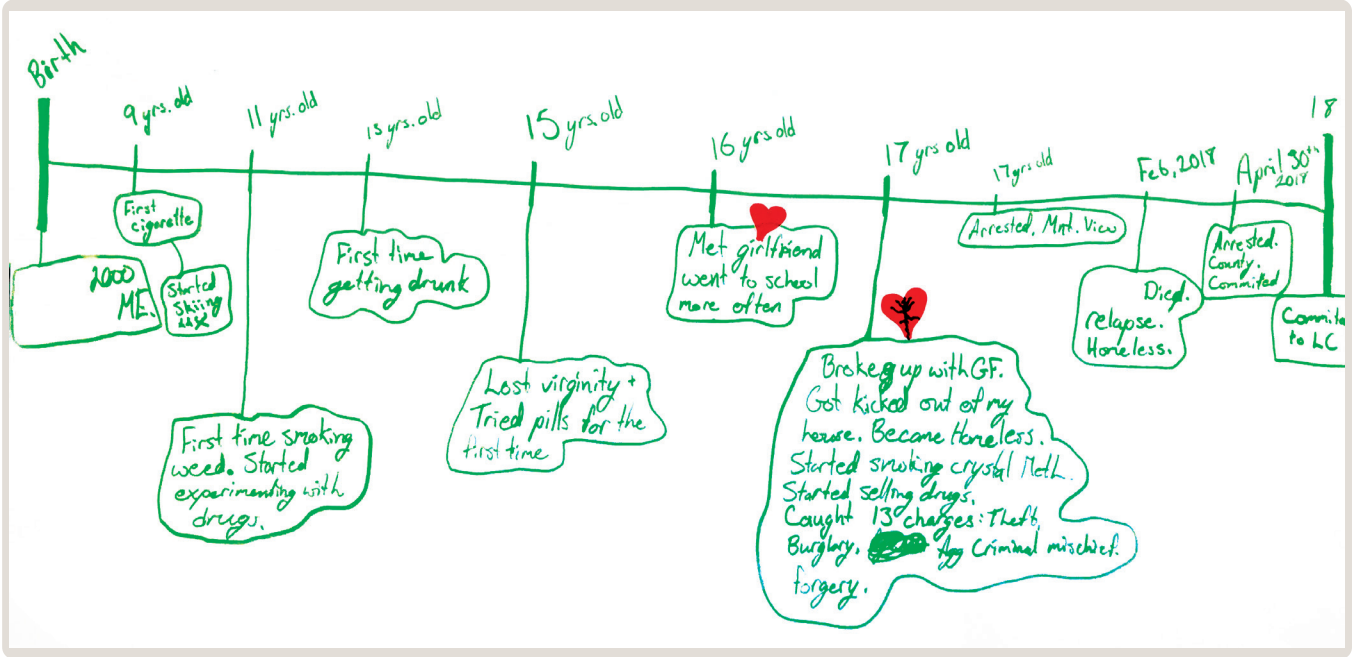 Birth
2000
ME.
9 yrs. old
First
cigarette
Started
Skiing
11 yrs. old
First time smoking
weed. Started
experimenting with
drugs.
13 yrs. old
First time
getting drunk
15 yrs. old
Lost virginity +
Tried pills for the
first time
16 yrs old
Met girlfriend
went to school
more often
17 yrs old
Broke up with GF.
Got kicked out of my
house. Became Homeless.
Started smoking crystal Meth.
Started selling drugs.
Caught 13 charges: Theft,
Burglary, Agg Criminal mischief.
forgery.
17 yrs old
Arrested, Mnt. View
Feb, 2018
Died.
relapse.
Homeless.
April 30th
2018
Arrested.
County.
Commited
18
Commite
to LC